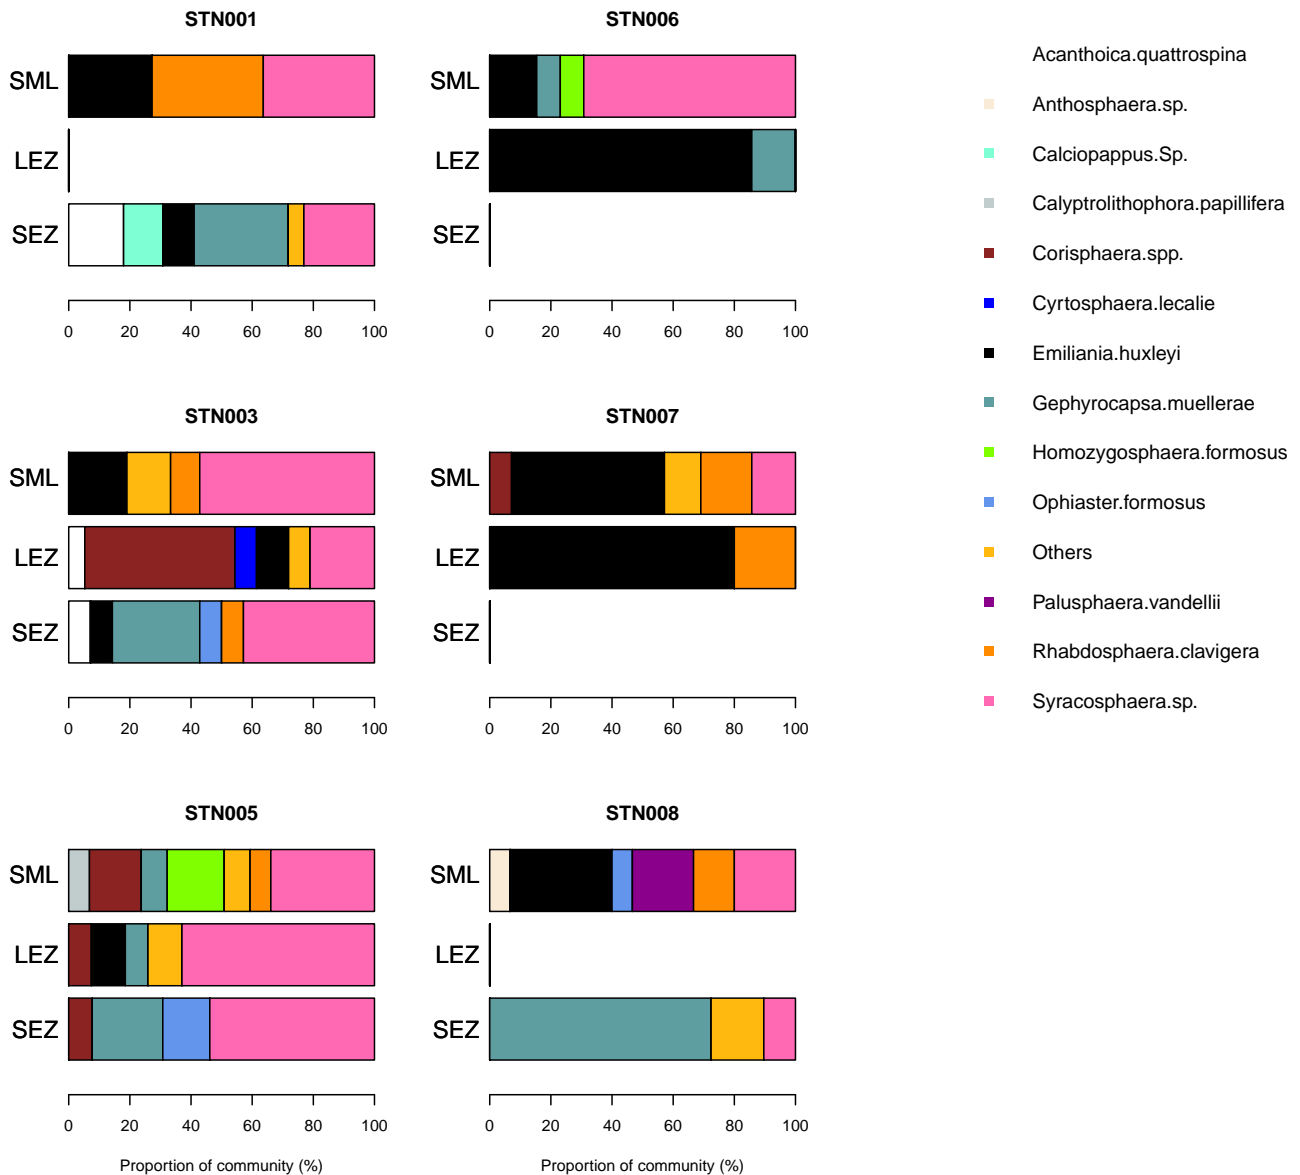 STN001
SML
LEZ
SEZ
0 20 40 60 80 100
STN006
SML
LEZ
SEZ
0 20 40 60 80 100
STN003
SML
LEZ
SEZ
0 20 40 60 80 100
STN007
SML
LEZ
SEZ
0 20 40 60 80 100
STN005
SML
LEZ
SEZ
0 20 40 60 80 100
Proportion of community (%)
STN008
SML
LEZ
SEZ
0 20 40 60 80 100
Proportion of community (%)
Acanthoica.quattrospina
Anthosphaera.sp.
Calciopappus.Sp.
Calyptrolithophora.papillifera
Corisphaera.spp.
Cyrtosphaera.lecalie
Emiliania.huxleyi
Gephyrocapsa.muellerae
Homozygosphaera.formosus
Ophiaster.formosus
Others
Palusphaera.vandellii
Rhabdosphaera.clavigera
Syracosphaera.sp.